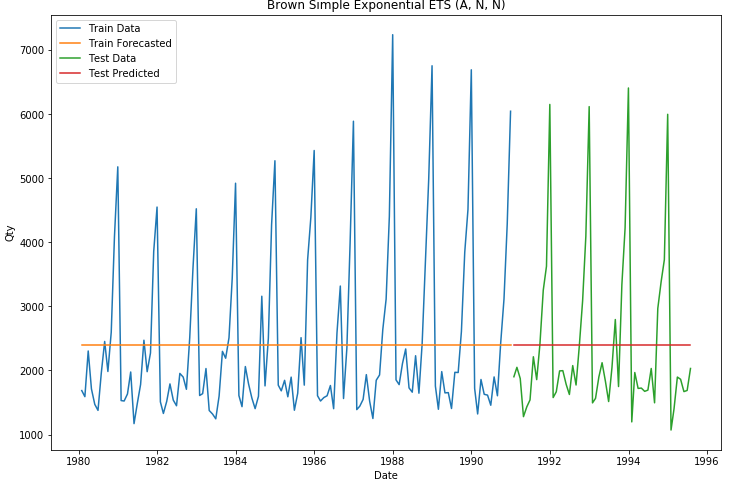 Brown Simple Exponential ETS (A, N, N)
Train Data
Train Forecasted
Test Data
Test Predicted
7000
6000
5000
4000
3000
2000
1000
Qty
1980 1982 1984 1986 1988 1990 1992 1994 1996
Date